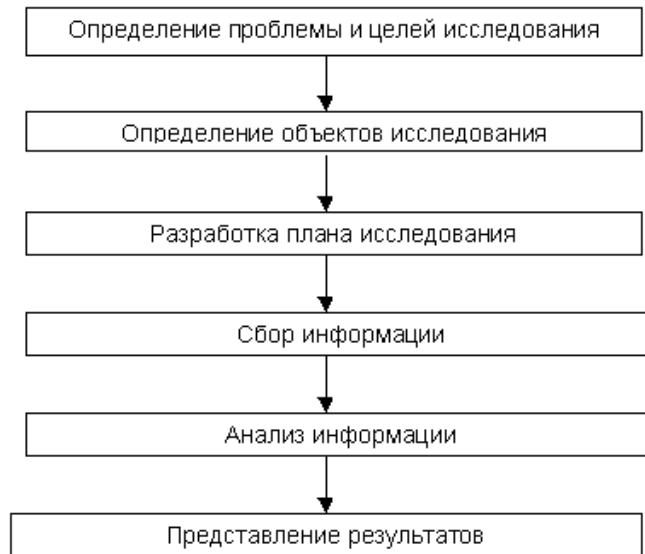 Определение проблемы и целей исследования
Определение объектов исследования
Разработка плана исследования
Сбор информации
Анализ информации
Представление результатов